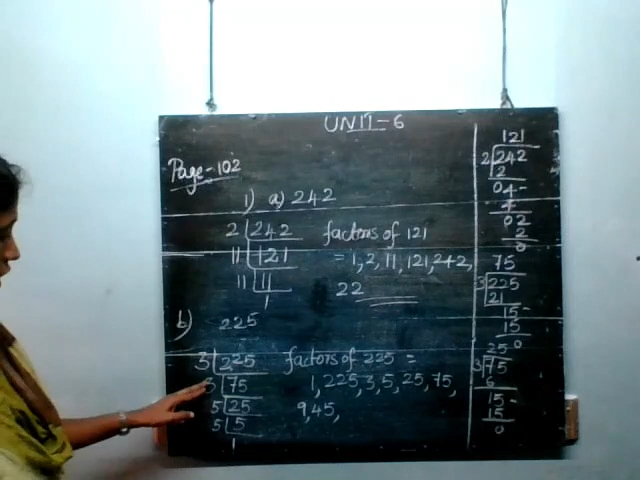 UNIT-6
Page-102
1) a) 242
2 242 factors of 121
11 121 = 1, 2, 11, 121, 242,
11 11 22
1
b) 225
3 225 factors of 225 =
3 75 1, 225, 3, 5, 25, 75,
5 25 9, 45,
5 5
1
121
2 242
2
04
4
02
2
0
75
3 225
21
15
15
0
25
3 75
6
15
15
0